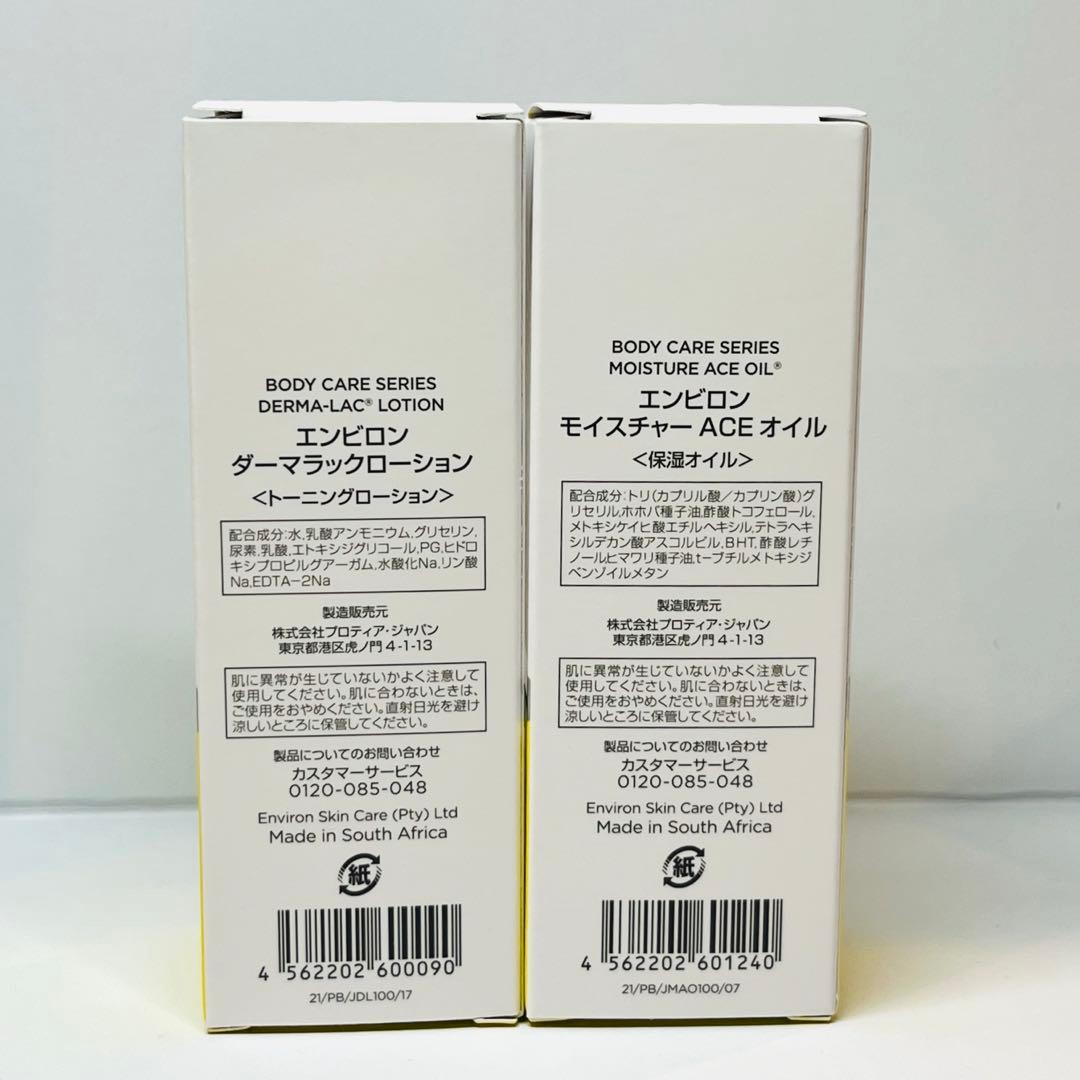 BODY CARE SERIES
DERMA-LAC® LOTION
エンビロン
ダーマラックローション
＜トーニングローション＞
配合成分:水,乳酸アンモニウム,グリセリン,
尿素,乳酸,エトキシジグリコール,PG,ヒドロ
キシプロピルグアーガム,水酸化Na,リン酸
Na,EDTA－2Na
製造販売元
株式会社プロティア・ジャパン
東京都港区虎ノ門 4-1-13
肌に異常が生じていないかよく注意して
使用してください。肌に合わないときは、
ご使用をおやめください。直射日光を避け
涼しいところに保管してください。
製品についてのお問い合わせ
カスタマーサービス
0120-085-048
Environ Skin Care (Pty) Ltd
Made in South Africa
紙
4 562202 600090
21/PB/JDL100/17
BODY CARE SERIES
MOISTURE ACE OIL®
エンビロン
モイスチャー ACE オイル
＜保湿オイル＞
配合成分:トリ(カプリル酸／カプリン酸)グ
リセリル,ホホバ種子油,酢酸トコフェロール,
メトキシケイヒ酸エチルヘキシル,テトラヘキ
シルデカン酸アスコルビル,BHT,酢酸レチ
ノール,ヒマワリ種子油,t－ブチルメトキシジ
ベンゾイルメタン
製造販売元
株式会社プロティア・ジャパン
東京都港区虎ノ門 4-1-13
肌に異常が生じていないかよく注意して
使用してください。肌に合わないときは、
ご使用をおやめください。直射日光を避け
涼しいところに保管してください。
製品についてのお問い合わせ
カスタマーサービス
0120-085-048
Environ Skin Care (Pty) Ltd
Made in South Africa
紙
4 562202 601240
21/PB/JMAO100/07